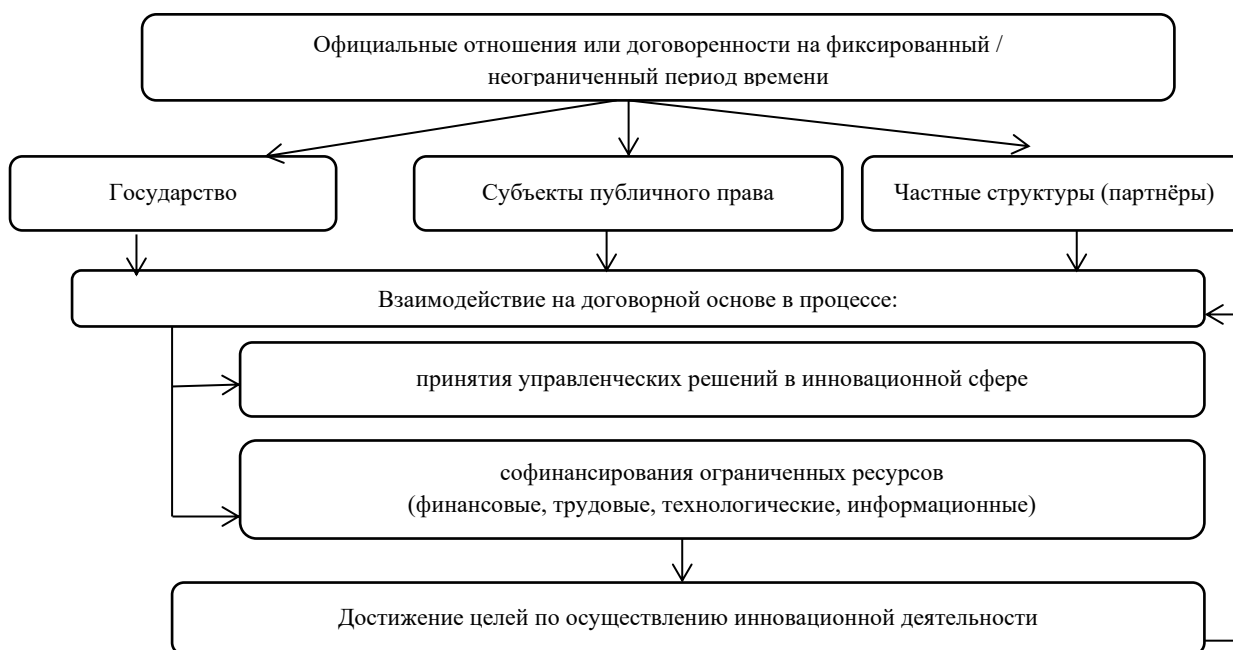 Официальные отношения или договоренности на фиксированный /
неограниченный период времени
Государство
Субъекты публичного права
Частные структуры (партнёры)
Взаимодействие на договорной основе в процессе:
принятия управленческих решений в инновационной сфере
софинансирования ограниченных ресурсов
(финансовые, трудовые, технологические, информационные)
Достижение целей по осуществлению инновационной деятельности